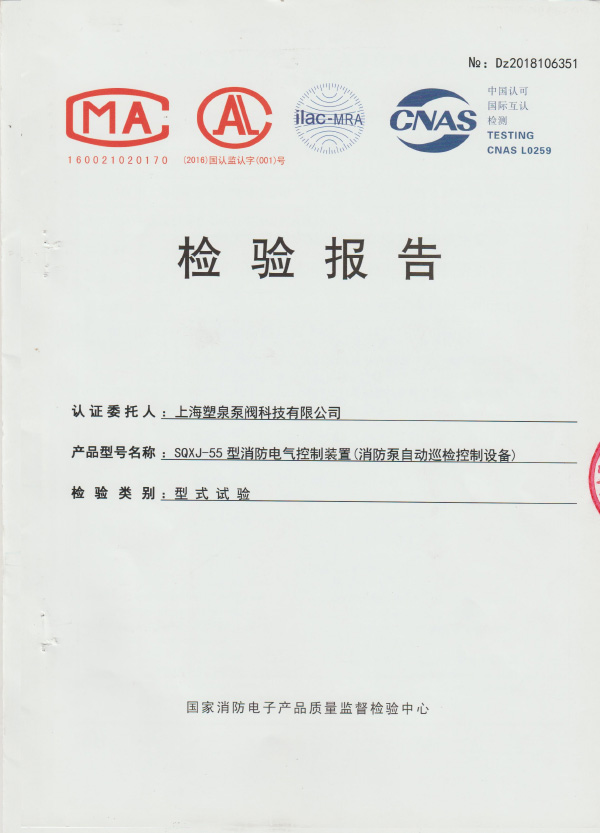 №: Dz2018106351
MA
160021020170
CAL
(2016)国认监认字(001)号
ilac-MRA
CNAS
中国认可
国际互认
检测
TESTING
CNAS L0259
检验报告
认证委托人：上海塑泉泵阀科技有限公司
产品型号名称：SQXJ-55 型消防电气控制装置(消防泵自动巡检控制设备)
检验类别：型式试验
国家消防电子产品质量监督检验中心